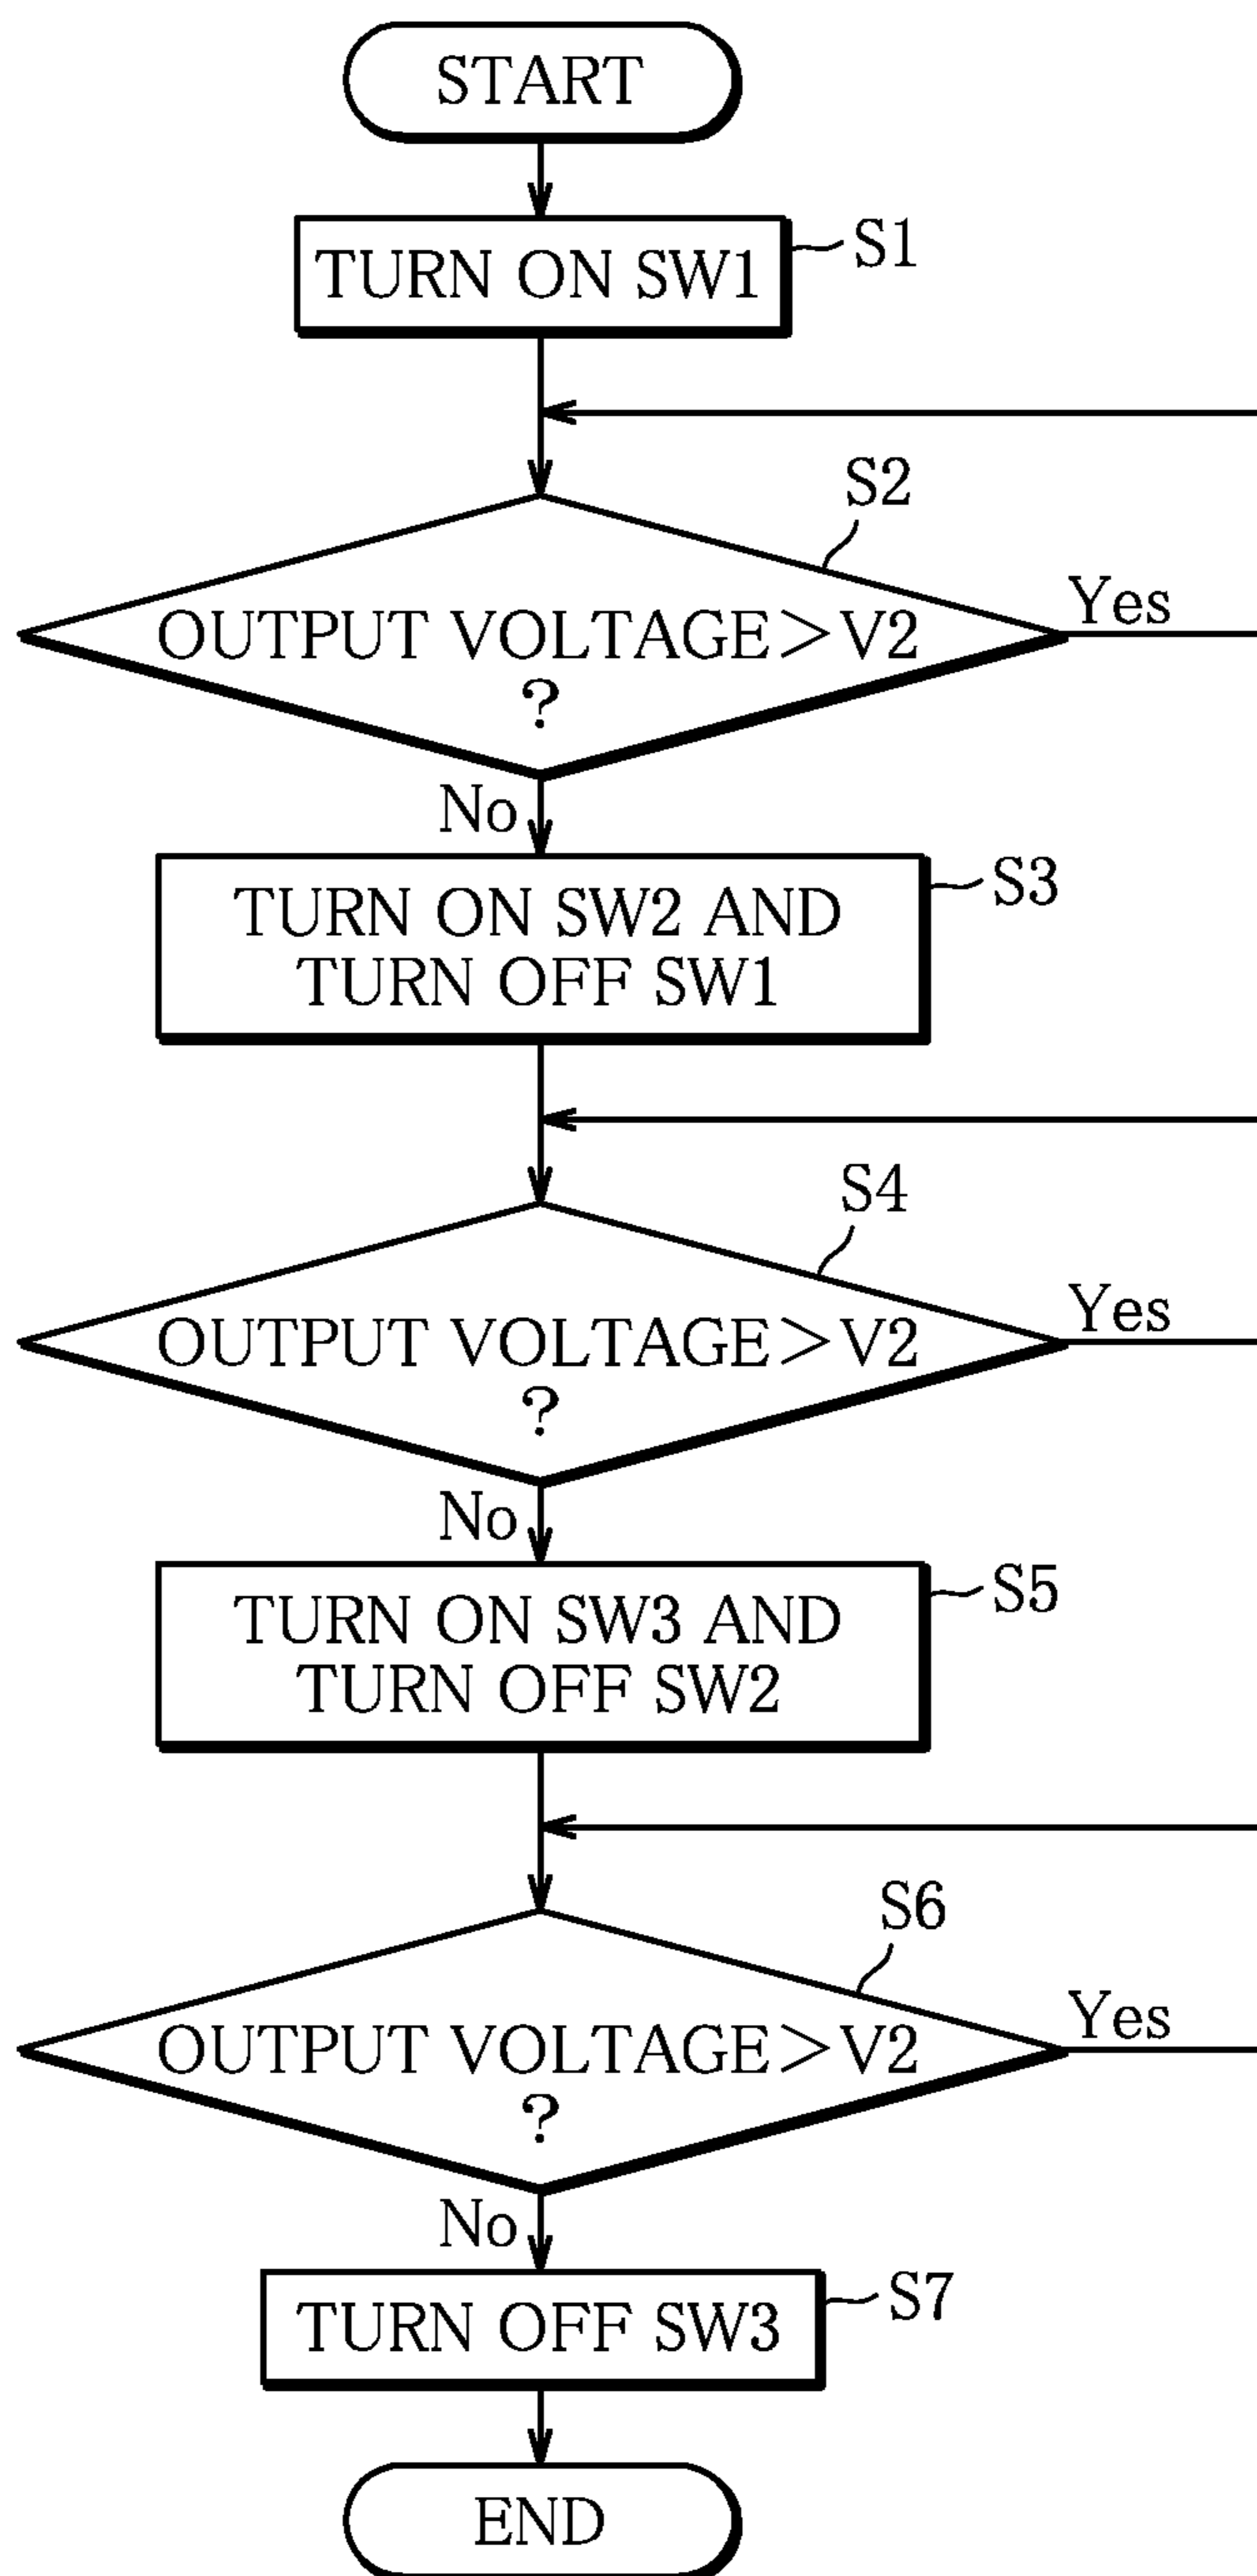 START
TURN ON SW1
S1
S2
OUTPUT VOLTAGE>V2
?
Yes
No
TURN ON SW2 AND
TURN OFF SW1
S3
S4
OUTPUT VOLTAGE>V2
?
Yes
No
TURN ON SW3 AND
TURN OFF SW2
S5
S6
OUTPUT VOLTAGE>V2
?
Yes
No
TURN OFF SW3
S7
END